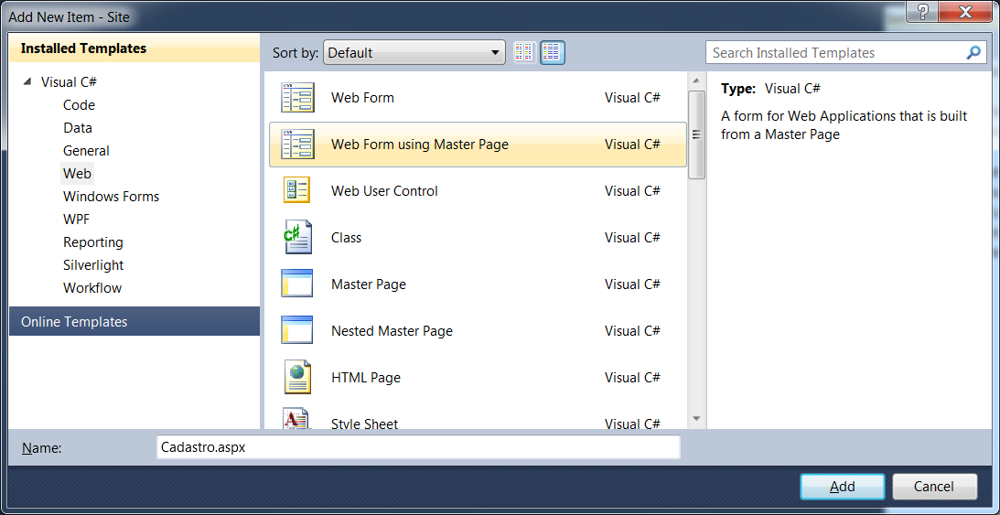 Add New Item - Site
Installed Templates
Visual C#
Code
Data
General
Web
Windows Forms
WPF
Reporting
Silverlight
Workflow
Online Templates
Sort by: Default
Search Installed Templates
Web Form Visual C#
Web Form using Master Page Visual C#
Web User Control Visual C#
Class Visual C#
Master Page Visual C#
Nested Master Page Visual C#
HTML Page Visual C#
Style Sheet Visual C#
Type: Visual C#
A form for Web Applications that is built
from a Master Page
Name: Cadastro.aspx
Add Cancel